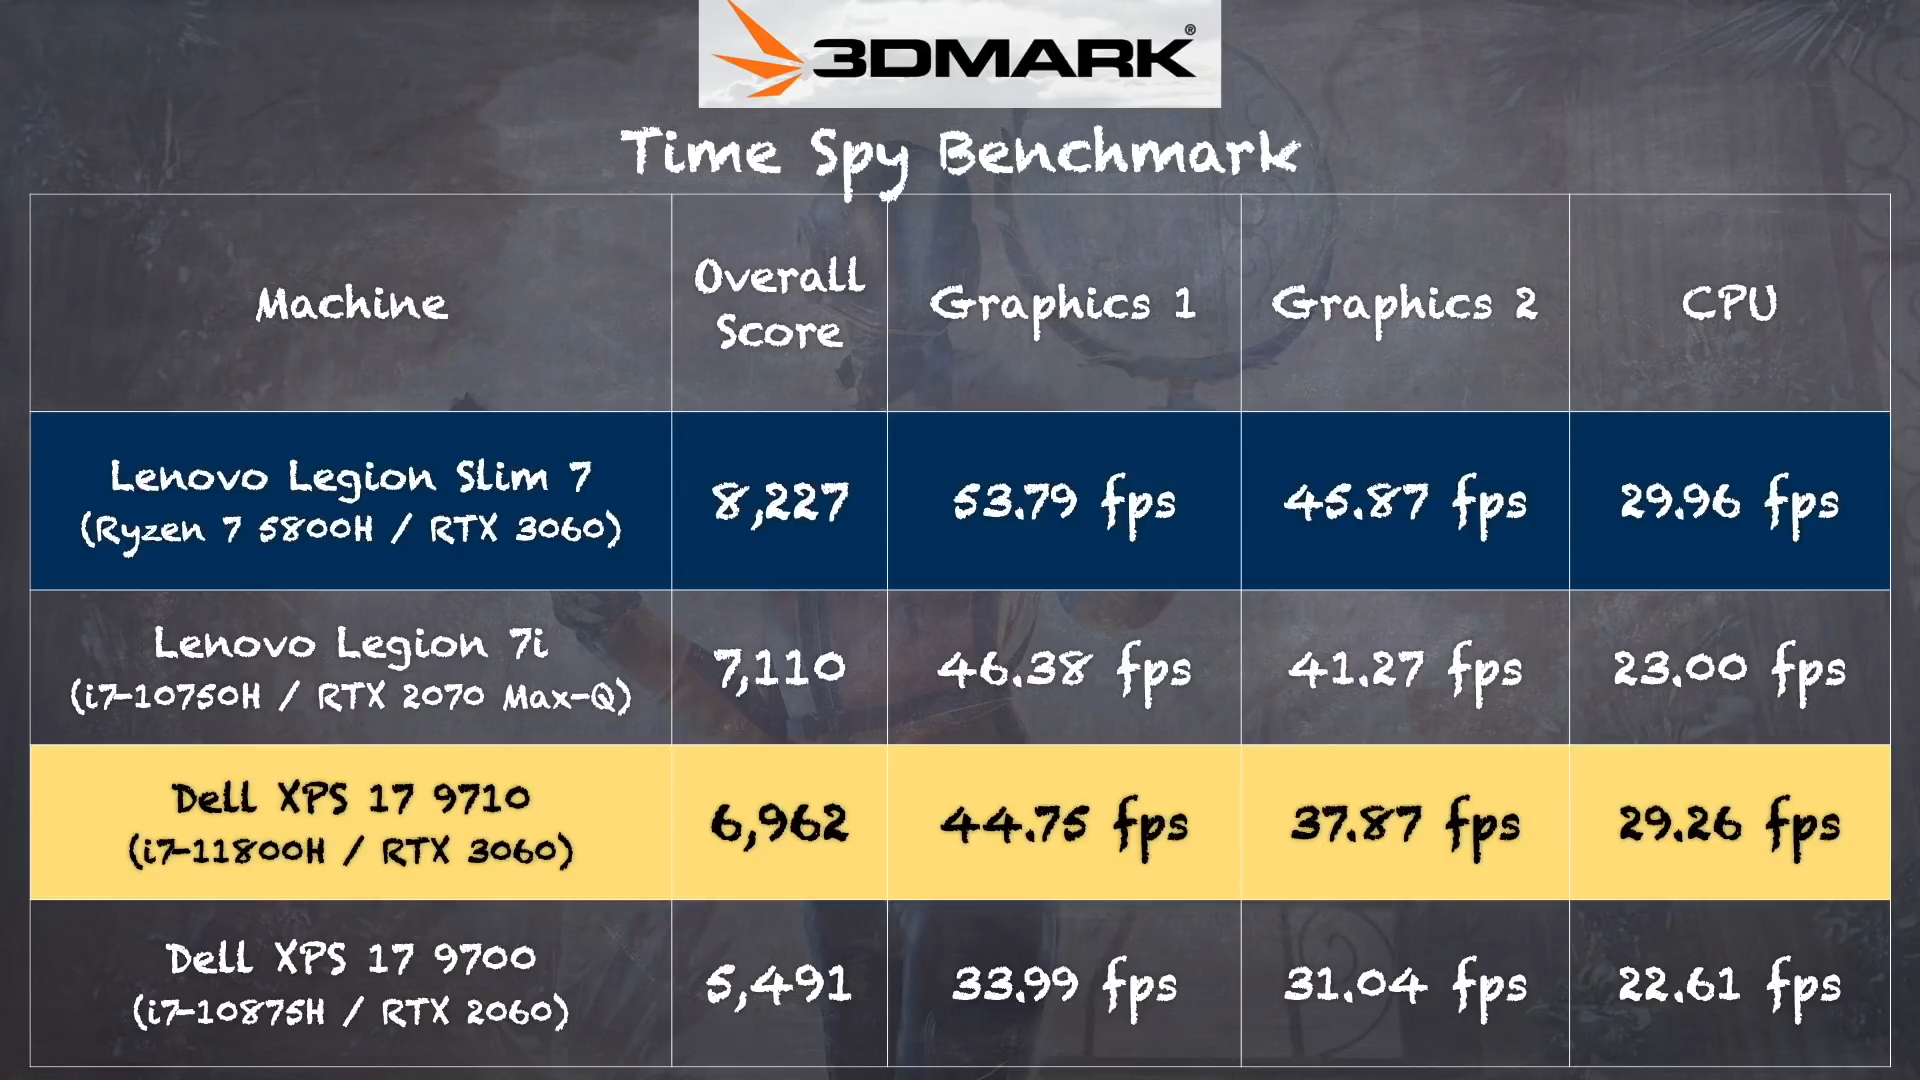 3DMARK®
Time Spy Benchmark
Machine
Overall
Score
Graphics 1
Graphics 2
CPU
Lenovo Legion Slim 7
(Ryzen 7 5800H / RTX 3060)
8,227
53.79 fps
45.87 fps
29.96 fps
Lenovo Legion 7i
(i7-10750H / RTX 2070 Max-Q)
7,110
46.38 fps
41.27 fps
23.00 fps
Dell XPS 17 9710
(i7-11800H / RTX 3060)
6,962
44.75 fps
37.87 fps
29.26 fps
Dell XPS 17 9700
(i7-10875H / RTX 2060)
5,491
33.99 fps
31.04 fps
22.61 fps